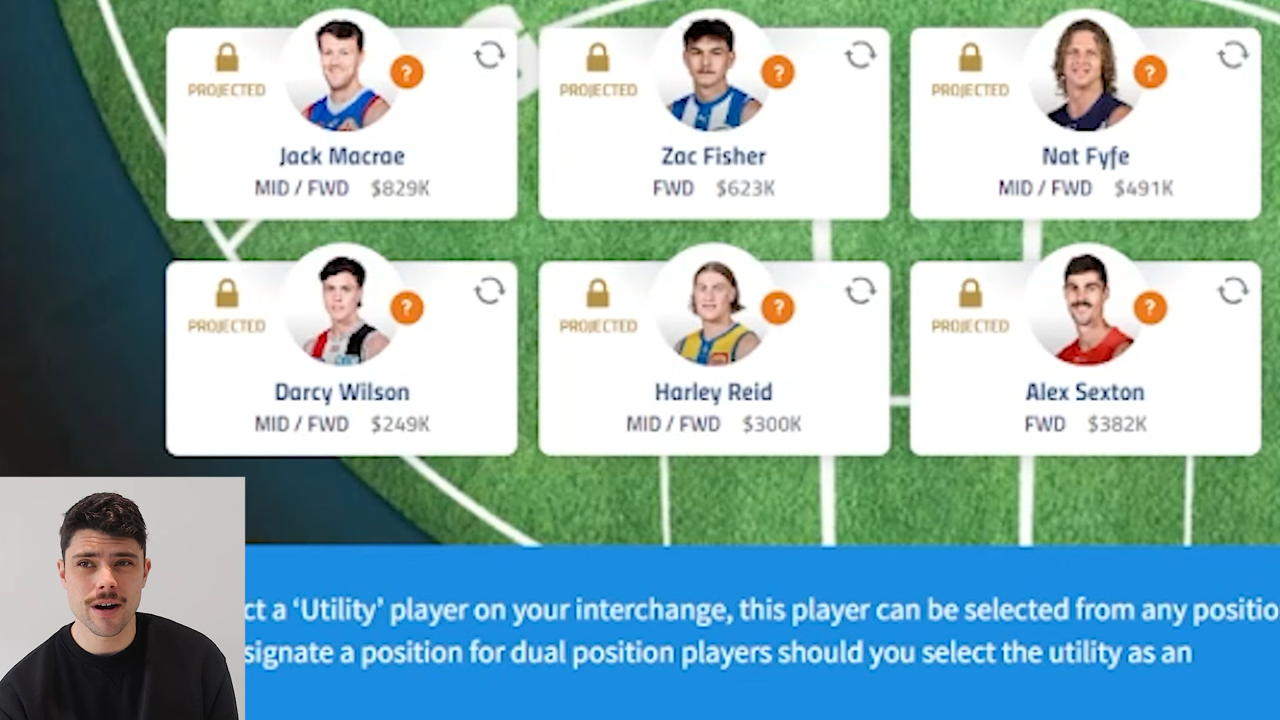 PROJECTED ?
Jack Macrae
MID / FWD $829K
PROJECTED ?
Zac Fisher
FWD $623K
PROJECTED ?
Nat Fyfe
MID / FWD $491K
PROJECTED ?
Darcy Wilson
MID / FWD $249K
PROJECTED ?
Harley Reid
MID / FWD $300K
PROJECTED ?
Alex Sexton
FWD $382K
ct a ‘Utility’ player on your interchange, this player can be selected from any positio
signate a position for dual position players should you select the utility as an